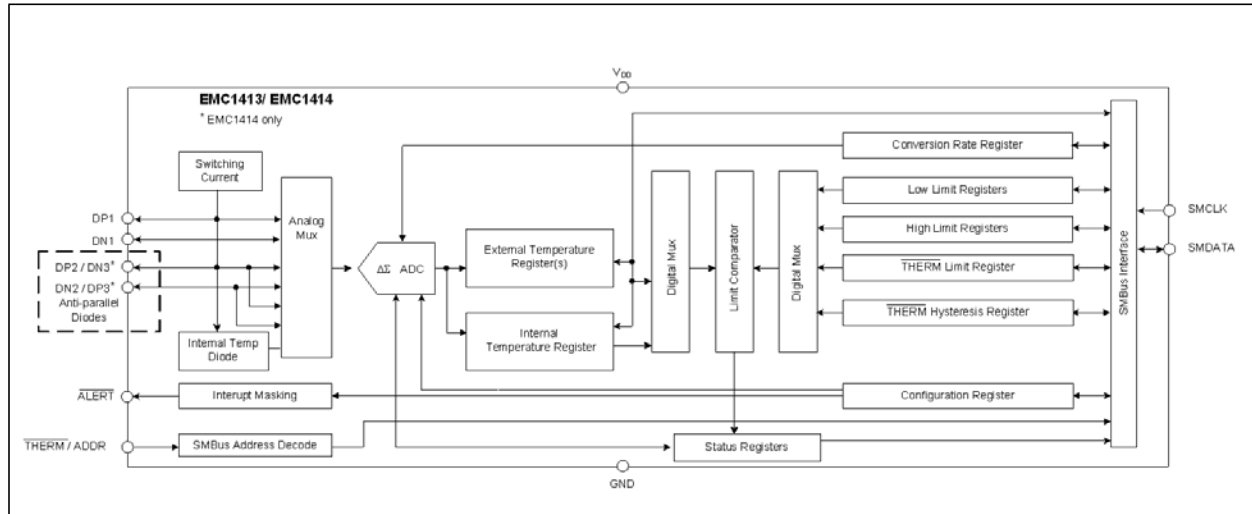 VDD
EMC1413/ EMC1414
* EMC1414 only
Switching
Current
Conversion Rate Register
Analog
Mux
Low Limit Registers
DP1
SMCLK
DN1
External Temperature
Register(s)
High Limit Registers
SMDATA
DP2 / DN3*
ΔΣ ADC
Digital Mux
Limit Comparator
Digital Mux
THERM Limit Register
SMBus Interface
DN2 / DP3*
Anti-parallel
Diodes
THERM Hysteresis Register
Internal Temp
Diode
Internal
Temperature Register
ALERT
Interupt Masking
Configuration Register
THERM / ADDR
SMBus Address Decode
Status Registers
GND